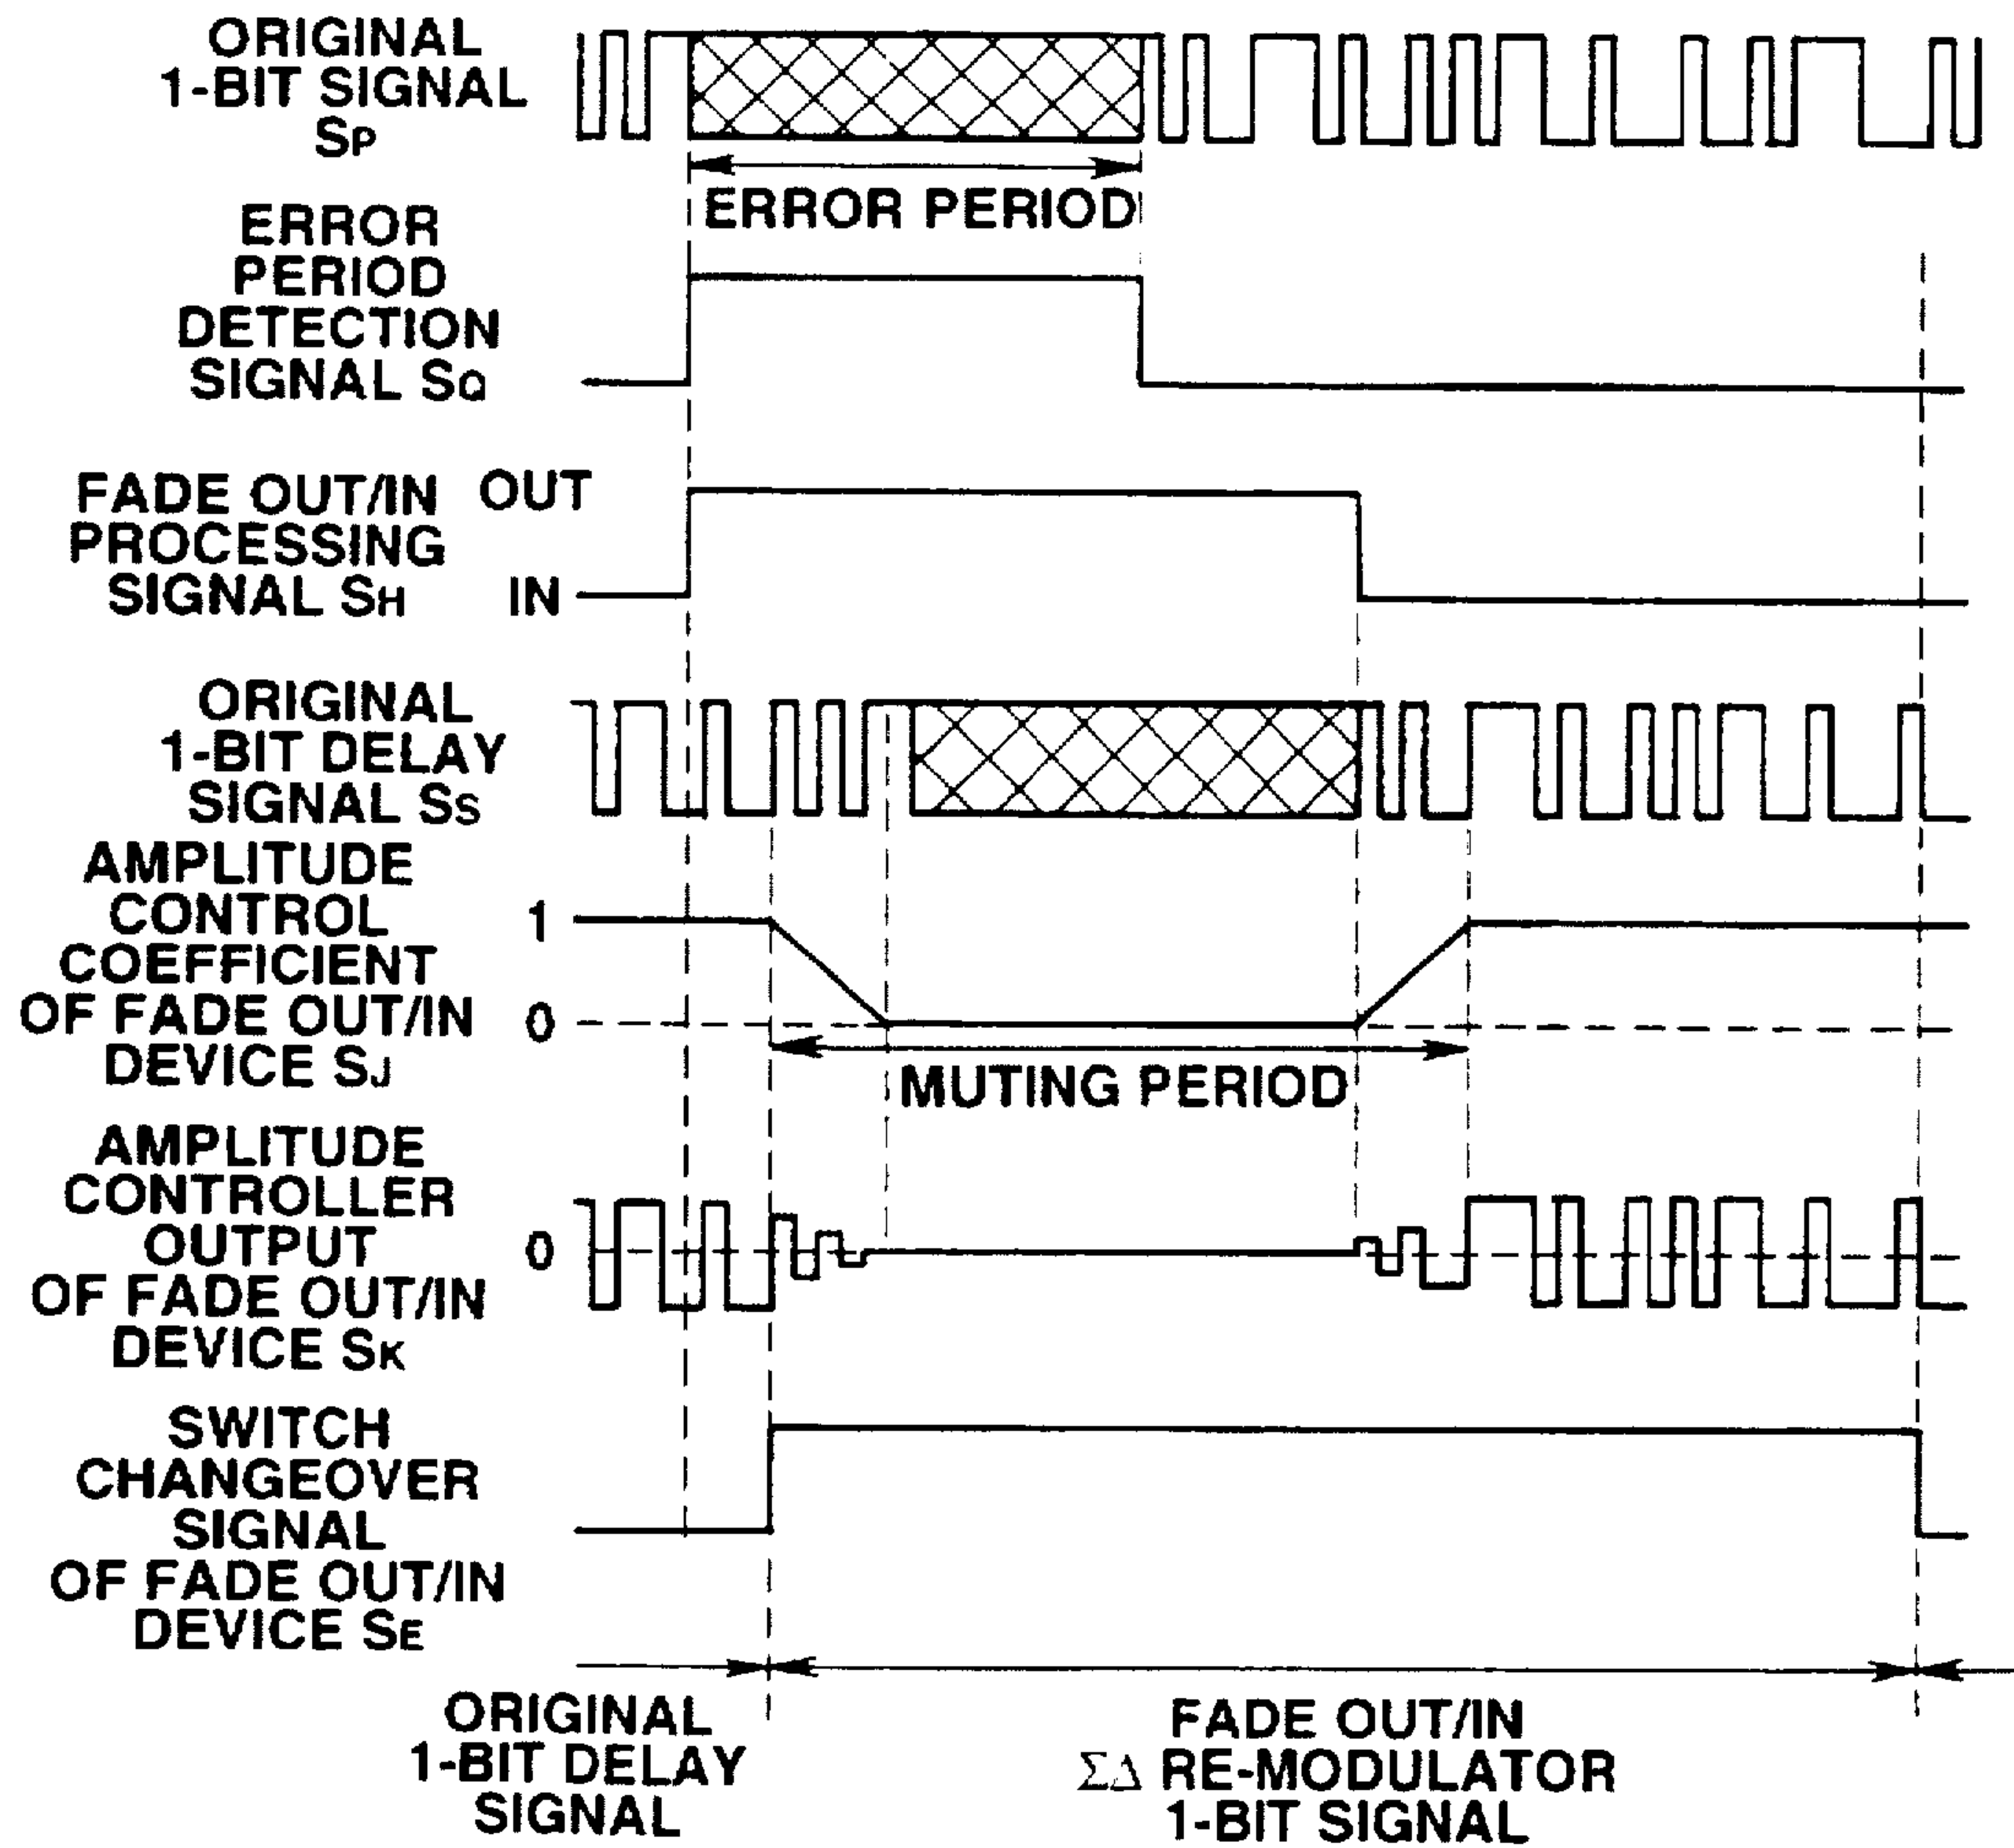 ORIGINAL
1-BIT SIGNAL
SP
ERROR PERIOD
ERROR
PERIOD
DETECTION
SIGNAL SQ
FADE OUT/IN
PROCESSING
SIGNAL SH
OUT
IN
ORIGINAL
1-BIT DELAY
SIGNAL SS
AMPLITUDE
CONTROL
COEFFICIENT
OF FADE OUT/IN
DEVICE SJ
1
0
MUTING PERIOD
AMPLITUDE
CONTROLLER
OUTPUT
OF FADE OUT/IN
DEVICE SK
0
SWITCH
CHANGEOVER
SIGNAL
OF FADE OUT/IN
DEVICE SE
ORIGINAL
1-BIT DELAY
SIGNAL
FADE OUT/IN
ΣΔ RE-MODULATOR
1-BIT SIGNAL